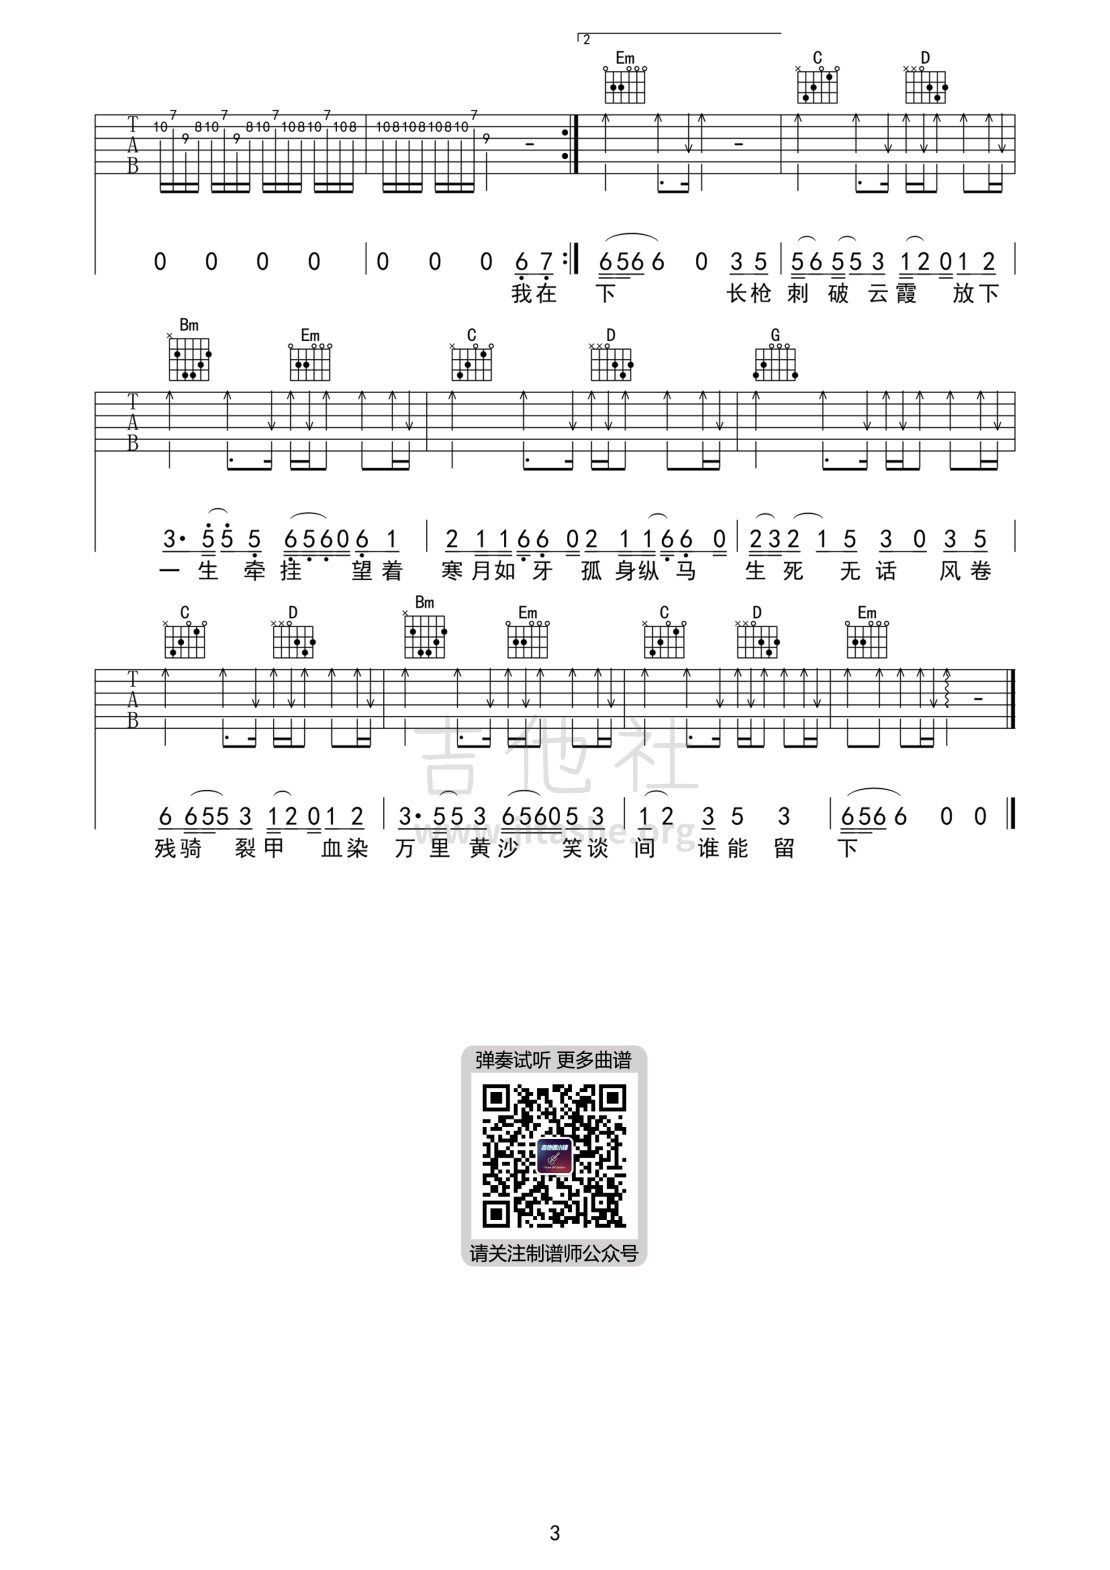 2
Em C D
7 7 7 7 7
10 8 10 8 10 10 8 10 8 10 8 10 8 10 8 10 8 10
9 9 9
T
A
B
0 0 0 0 0 0 0 6 7 6 5 6 6 0 3 5 5 6 5 5 3 1 2 0 1 2
我在 下 长枪 刺 破 云霞 放下
Bm Em C D G
T
A
B
3· 5 5 5 6 5 6 0 6 1 2 1 1 6 6 0 2 1 1 6 6 0 2 3 2 1 5 3 0 3 5
一 生 牵挂 望着 寒月如 牙 孤 身纵 马 生 死 无 话 风卷
C D Bm Em C D Em
T
A
B
6 6 5 5 3 1 2 0 1 2 3· 5 5 3 6 5 6 0 5 3 1 2 3 5 3 6 5 6 6 0 0
残骑 裂甲 血染 万里 黄沙 笑谈 间 谁能 留 下
吉他社
www.jitashe.org
弹奏试听 更多曲谱
请关注制谱师公众号
3